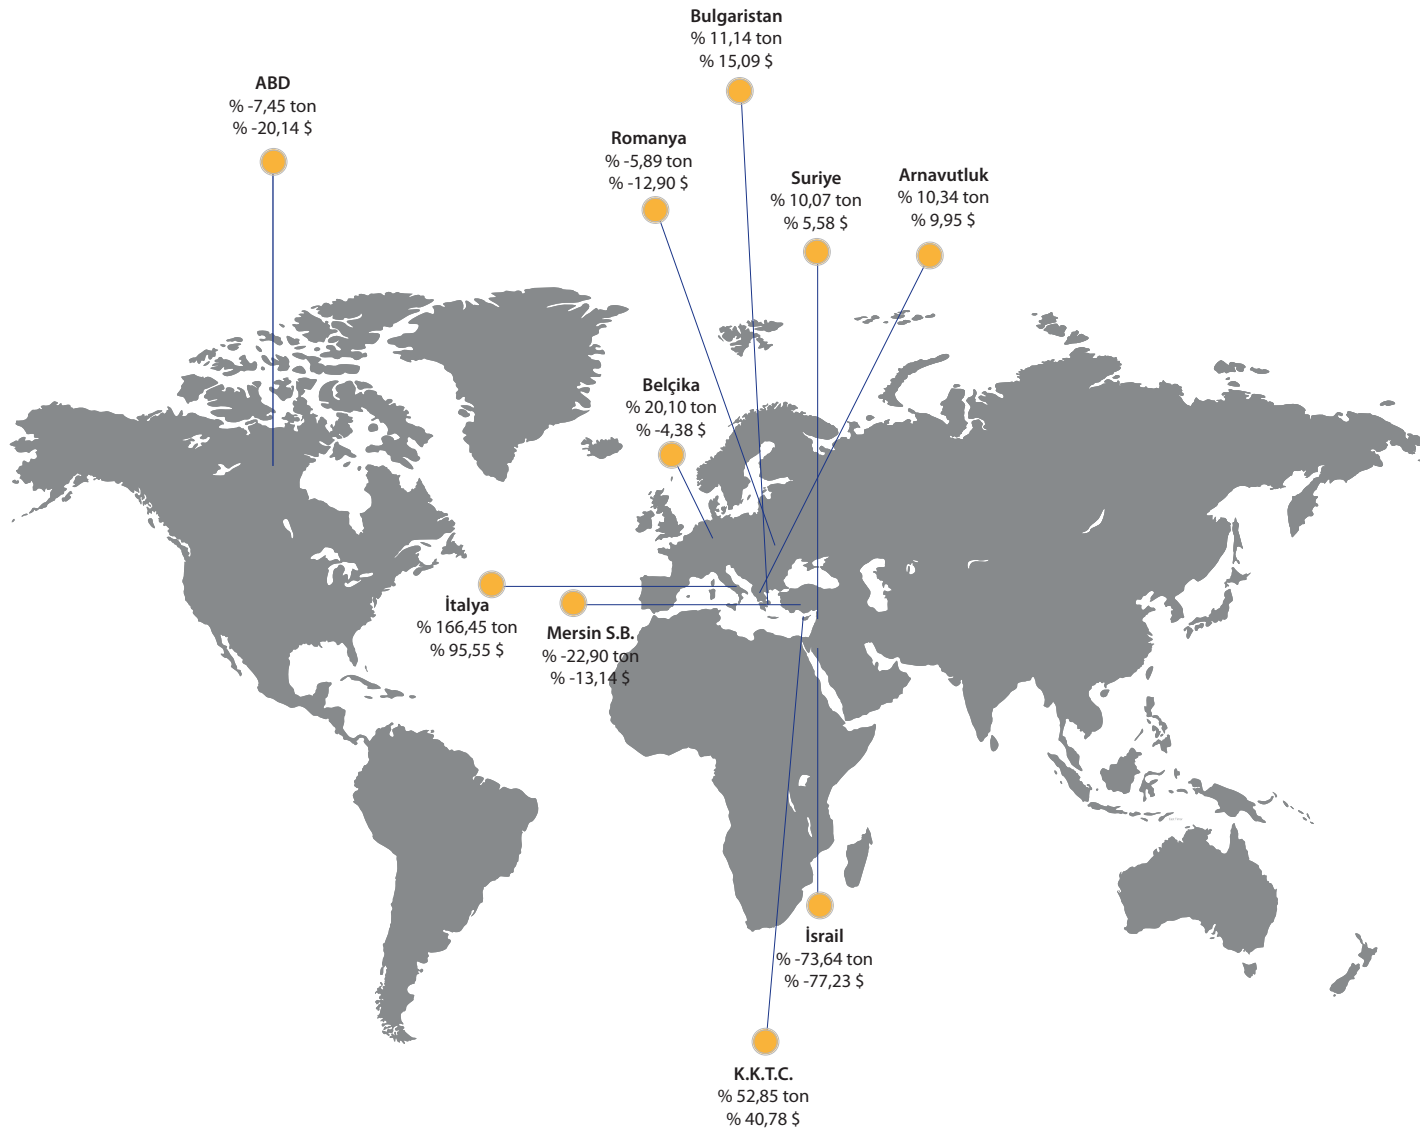 Bulgaristan
% 11,14 ton
% 15,09 $
ABD
% -7,45 ton
% -20,14 $
Romanya
% -5,89 ton
% -12,90 $
Suriye
% 10,07 ton
% 5,58 $
Arnavutluk
% 10,34 ton
% 9,95 $
Belçika
% 20,10 ton
% -4,38 $
İtalya
% 166,45 ton
% 95,55 $
Mersin S.B.
% -22,90 ton
% -13,14 $
İsrail
% -73,64 ton
% -77,23 $
K.K.T.C.
% 52,85 ton
% 40,78 $